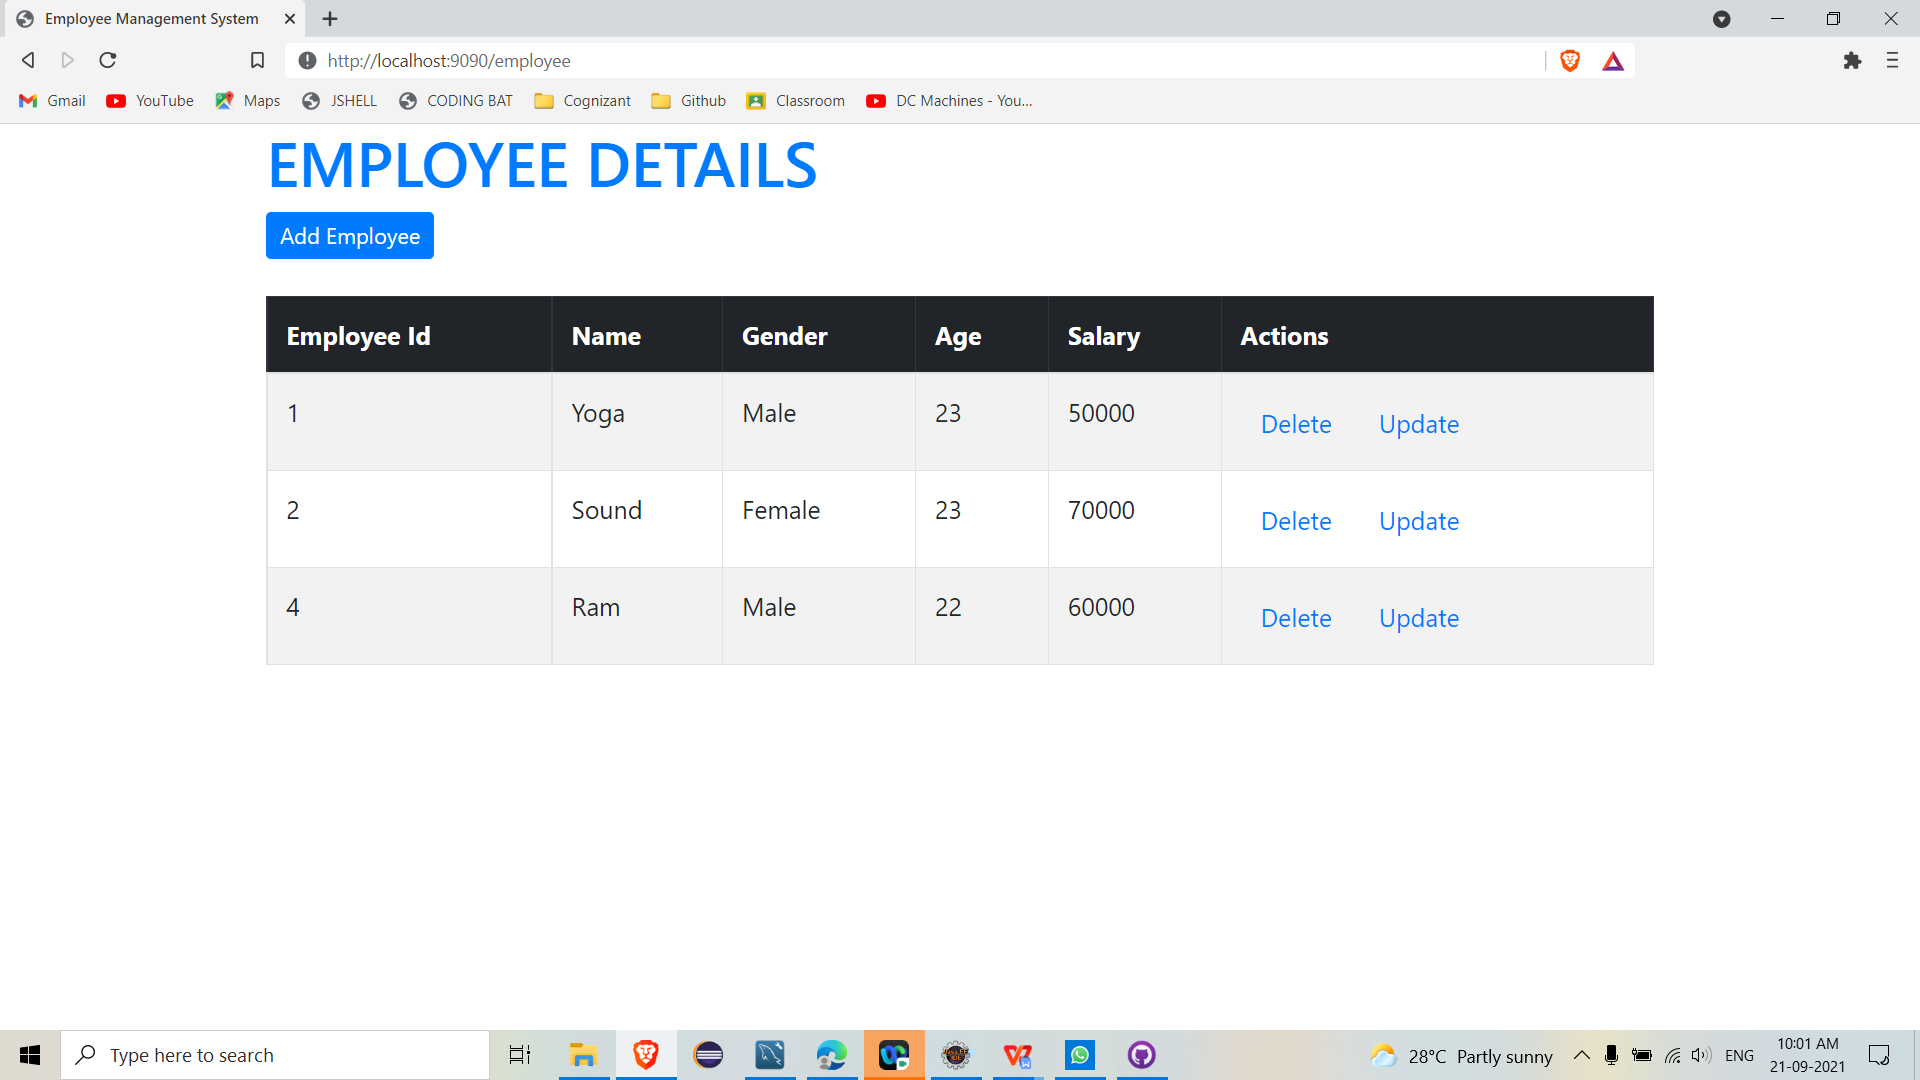 Employee Management System
http://localhost:9090/employee
Gmail YouTube Maps JSHELL CODING BAT Cognizant Github Classroom DC Machines - You...
EMPLOYEE DETAILS
Add Employee
Employee Id Name Gender Age Salary Actions
1 Yoga Male 23 50000 Delete Update
2 Sound Female 23 70000 Delete Update
4 Ram Male 22 60000 Delete Update
Type here to search
28°C Partly sunny ENG 10:01 AM
21-09-2021